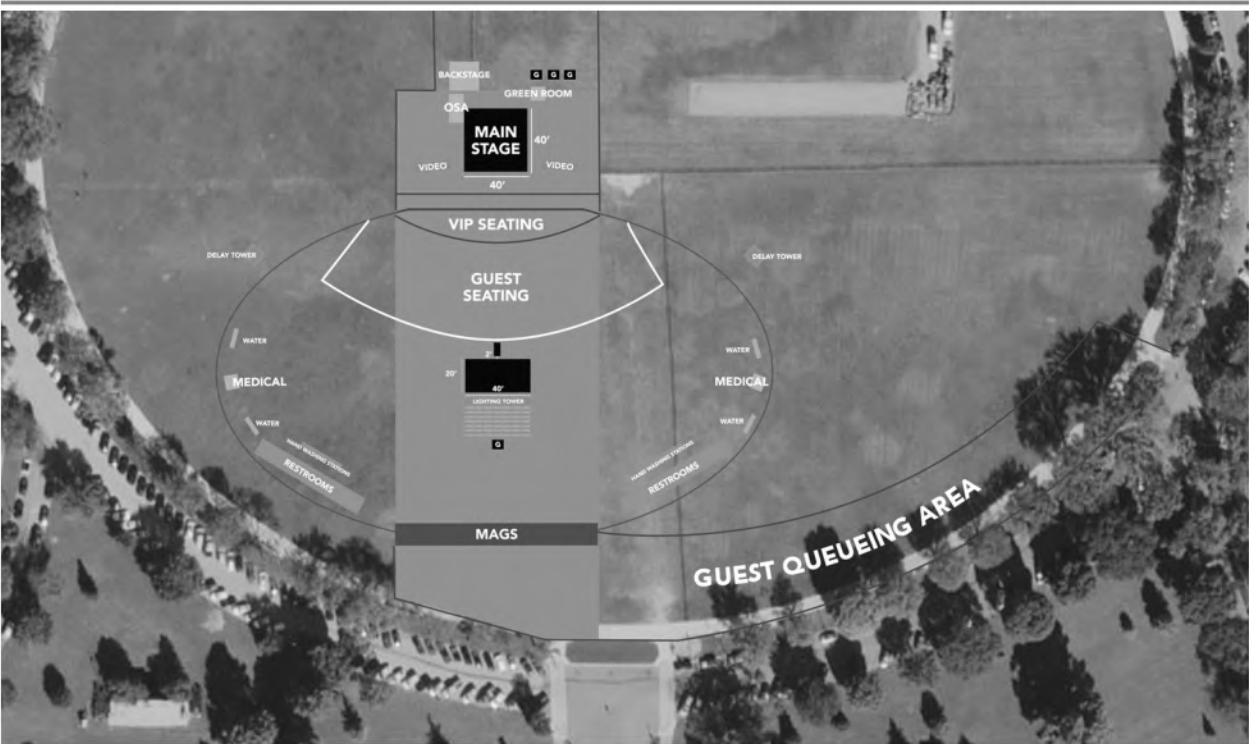 BACKSTAGE
G G G
GREEN ROOM
OSA
MAIN
STAGE
40'
VIDEO
VIDEO
40'
VIP SEATING
DELAY TOWER
DELAY TOWER
GUEST
SEATING
WATER
WATER
2'
20'
40'
MEDICAL
MEDICAL
LIGHTING TOWER
WATER
WATER
G
HAND WASHING STATIONS
RESTROOMS
HAND WASHING STATIONS
RESTROOMS
MAGS
GUEST QUEUEING AREA